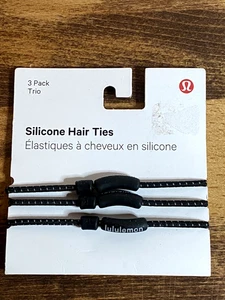 3 Pack
Trio
Silicone Hair Ties
Élastiques à cheveux en silicone
lululemon